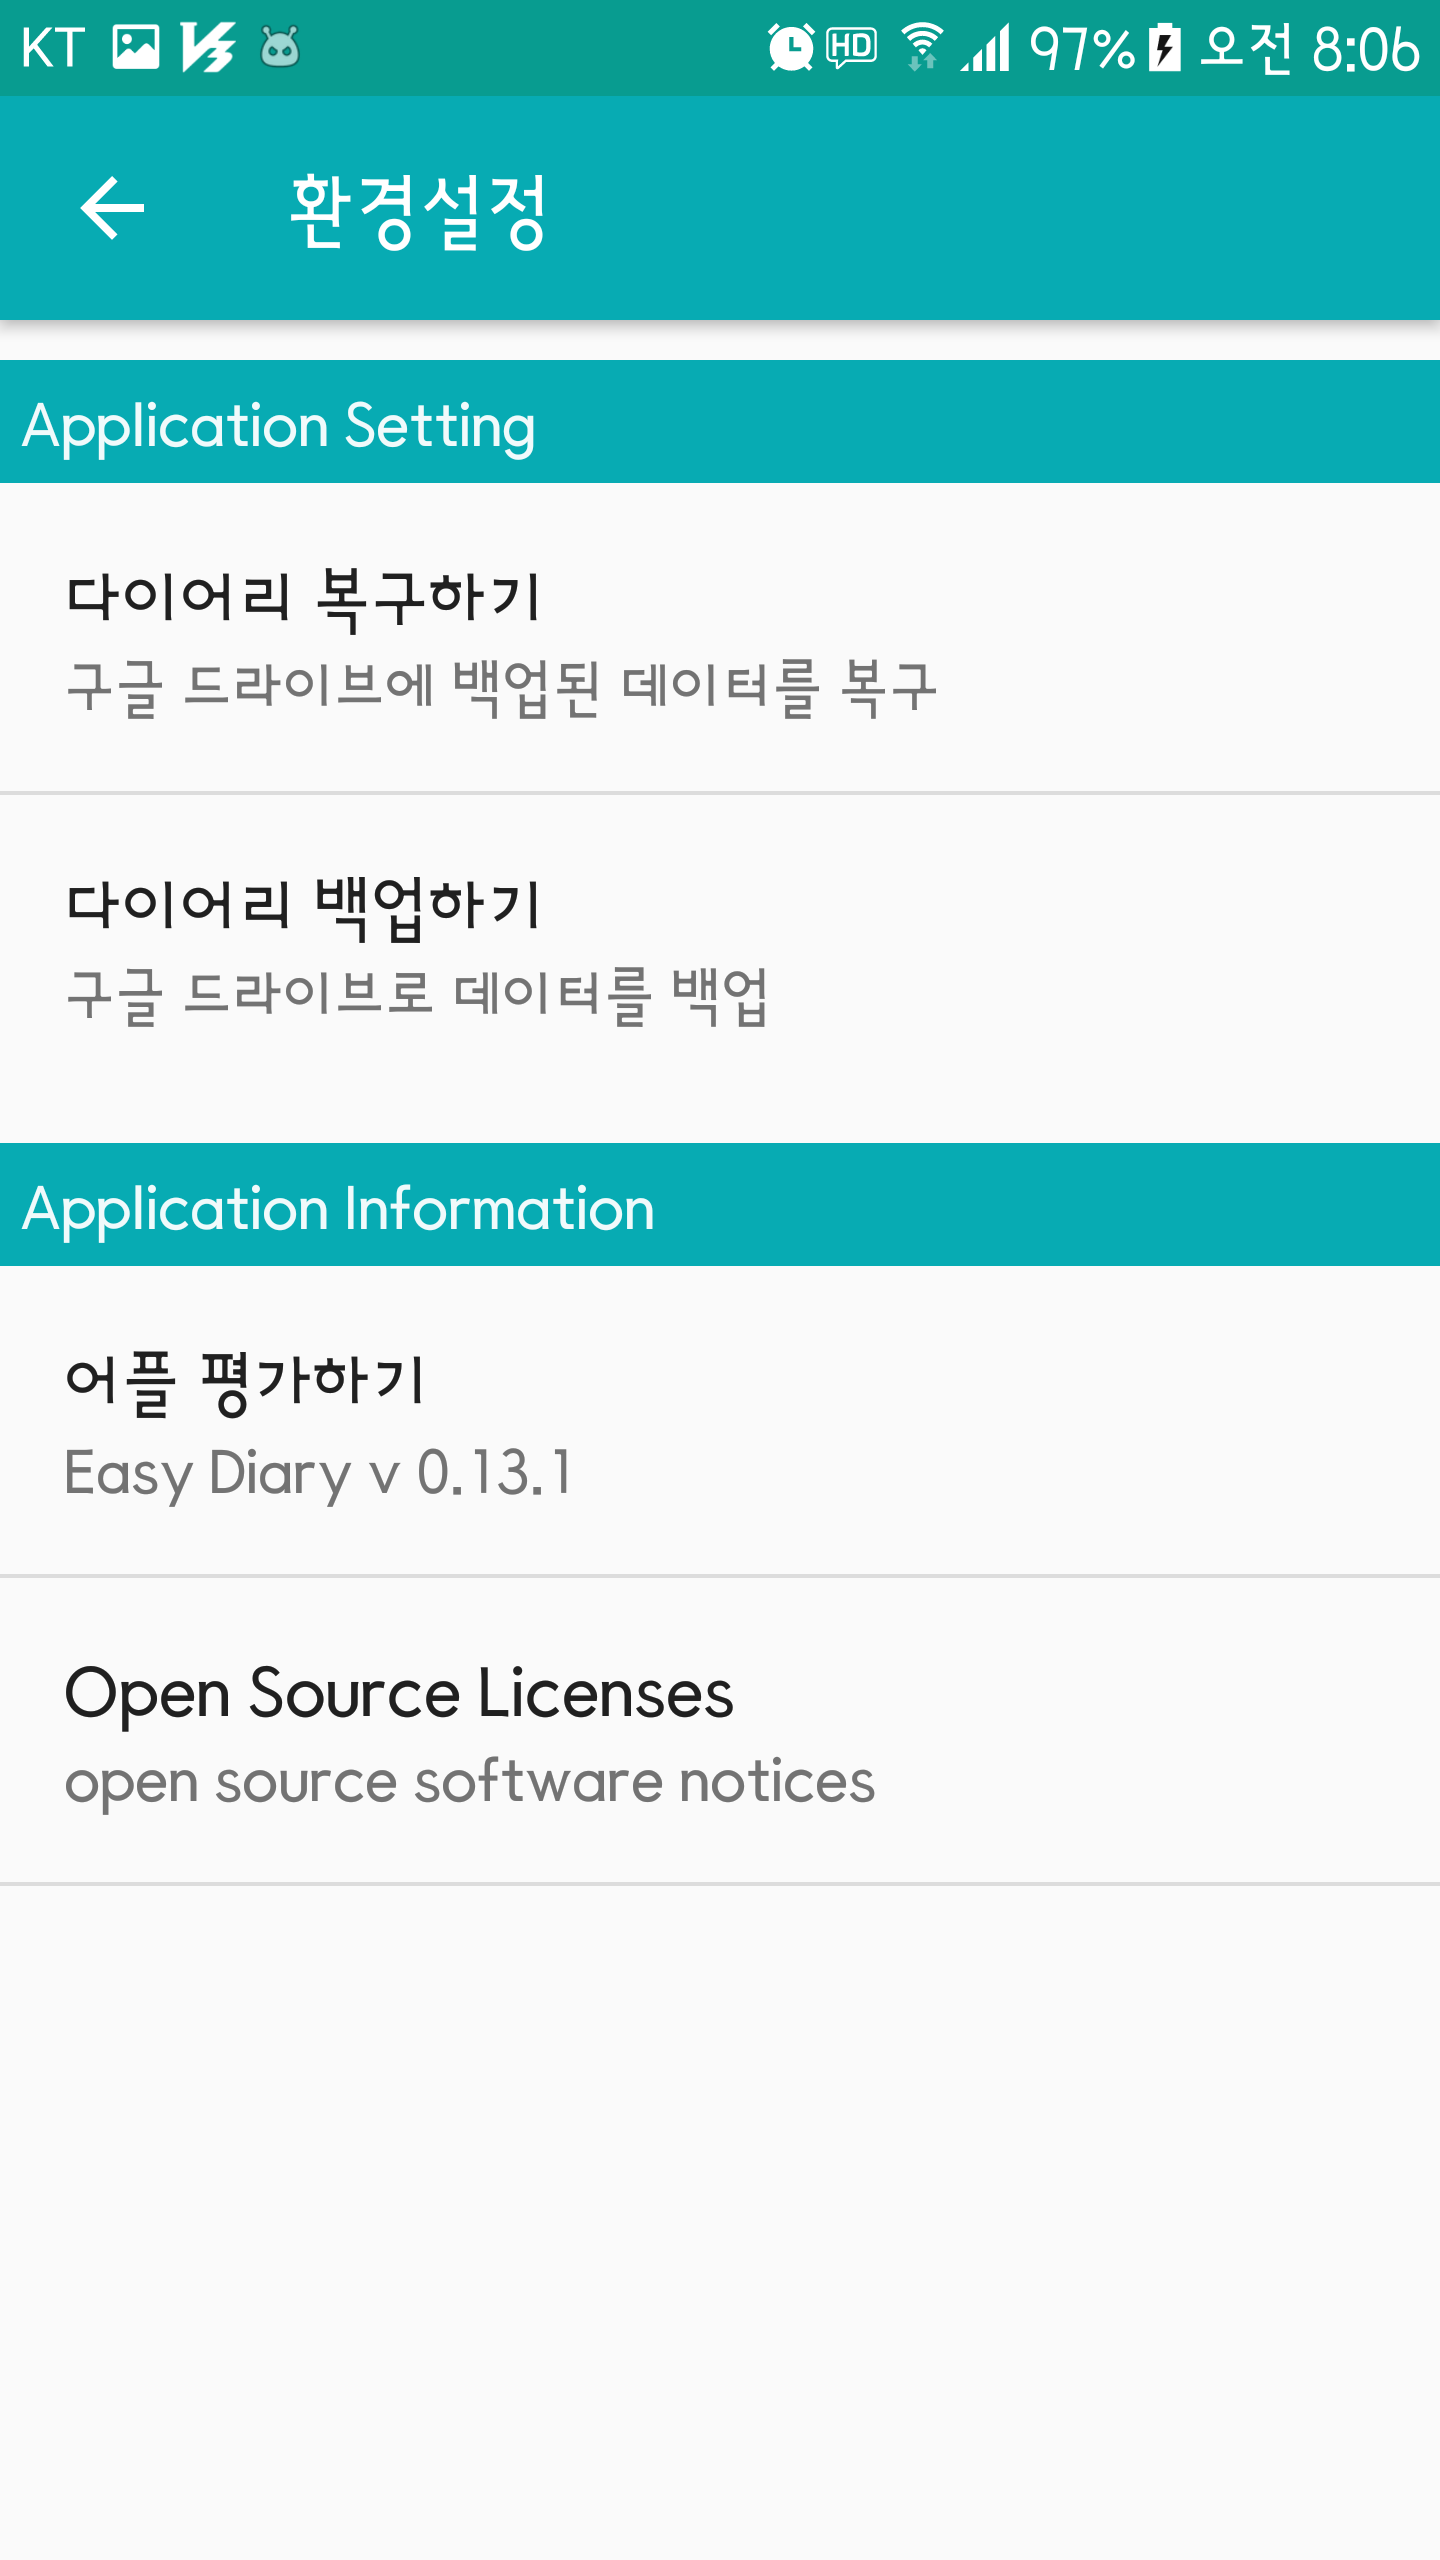 KT HD 97% 오전 8:06
환경설정
Application Setting
다이어리 복구하기
구글 드라이브에 백업된 데이터를 복구
다이어리 백업하기
구글 드라이브로 데이터를 백업
Application Information
어플 평가하기
Easy Diary v 0.13.1
Open Source Licenses
open source software notices